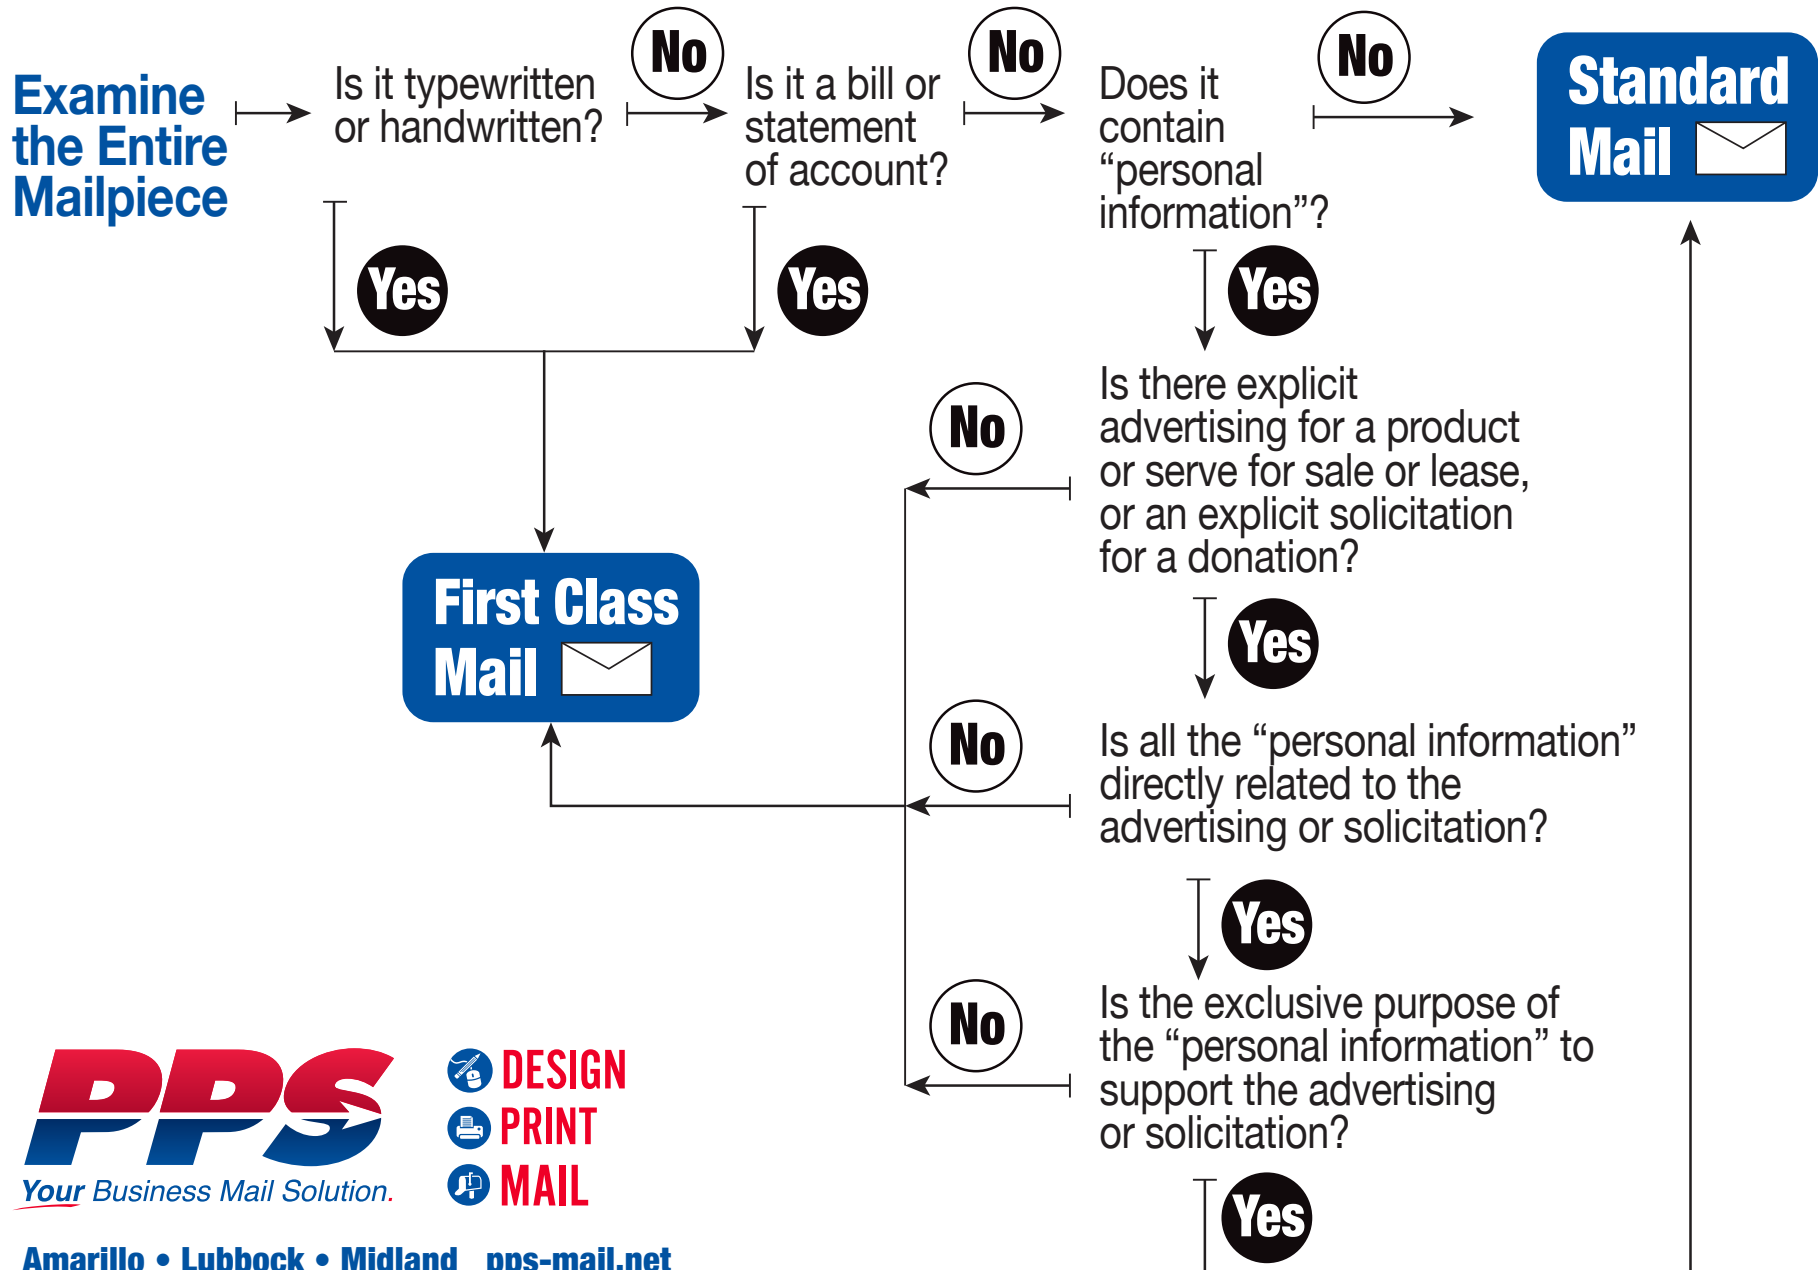 Examine
the Entire
Mailpiece
Is it typewritten
or handwritten?
No
Is it a bill or
statement
of account?
No
Does it
contain
“personal
information”?
No
Standard
Mail
Yes
Yes
Yes
Is there explicit
advertising for a product
or serve for sale or lease,
or an explicit solicitation
for a donation?
No
First Class
Mail
Yes
Is all the “personal information”
directly related to the
advertising or solicitation?
No
Yes
Is the exclusive purpose of
the “personal information” to
support the advertising
or solicitation?
No
Yes
PPS
Your Business Mail Solution.
DESIGN
PRINT
MAIL
Amarillo • Lubbock • Midland pps-mail.net